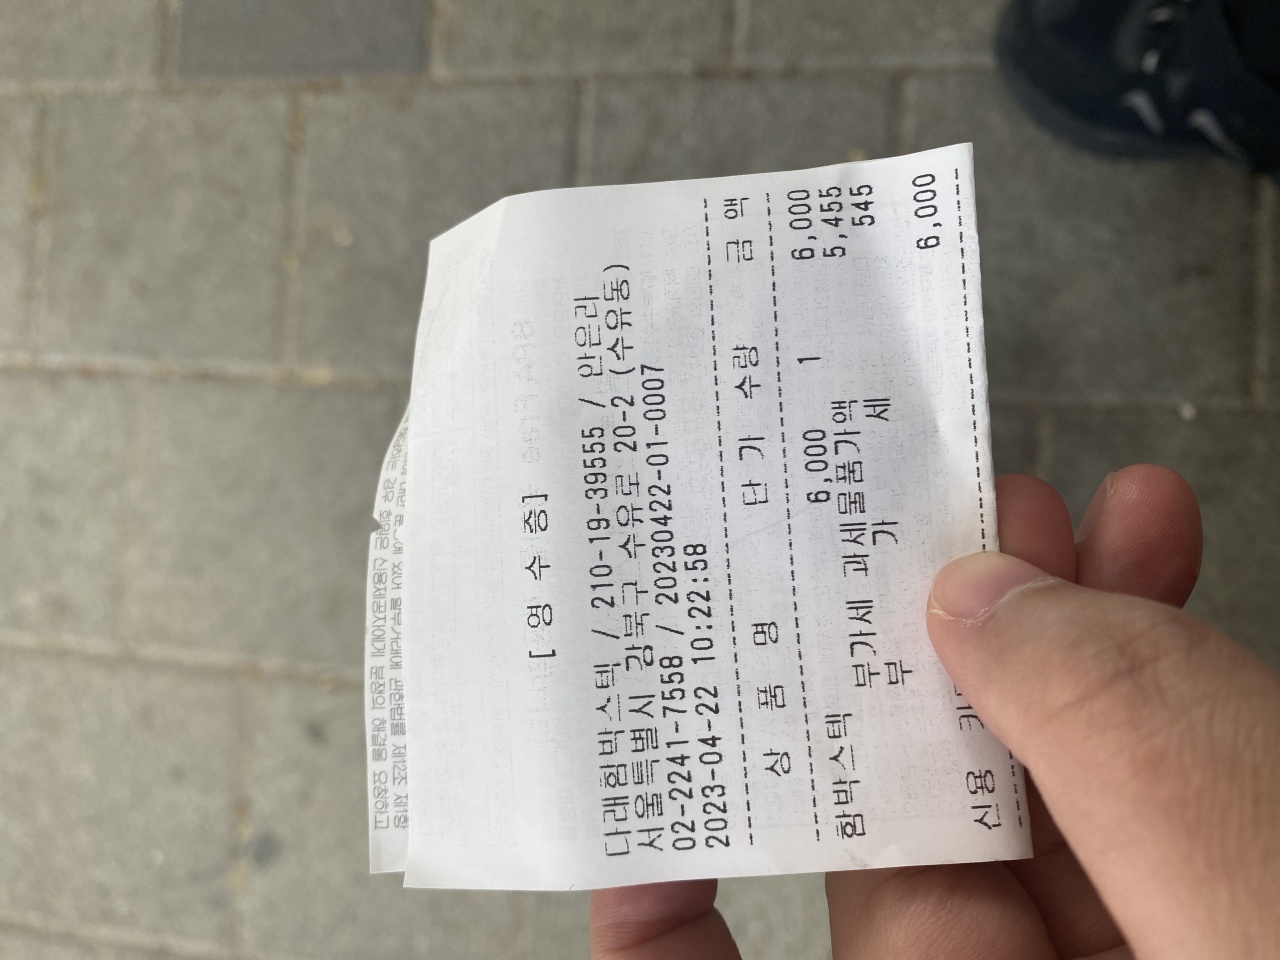 [ 영 수 증 ]
다래함박스텍 / 210-19-39555 / 안은라
서울특별시 강북구 수유로 20-2 (수유동)
02-2241-7558 / 20230422-01-0007
2023-04-22 10:22:58
상 품 명 단 가 수량 금 액
함박스텍 6,000 1 6,000
부가세 과세물품가액 5,455
부 가 세 545
신용 6,000